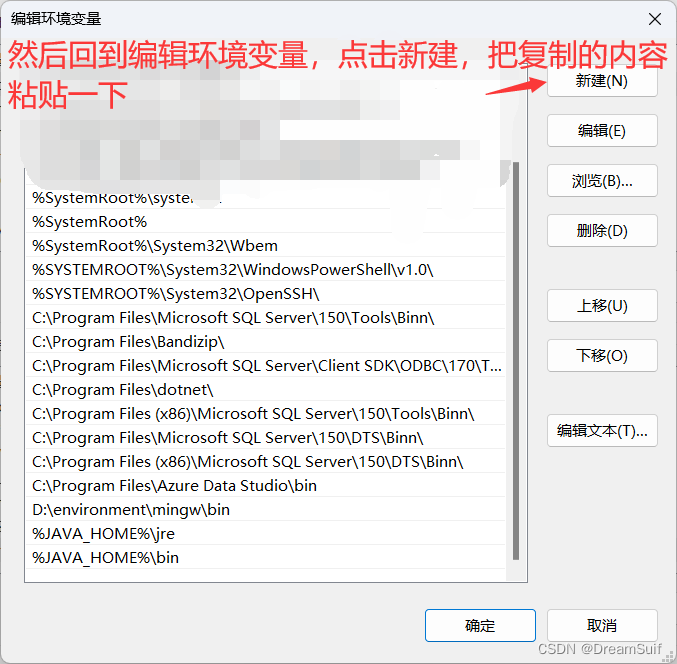 编辑环境变量
然后回到编辑环境变量，点击新建，把复制的内容
粘贴一下
新建(N)
编辑(E)
浏览(B)...
删除(D)
上移(U)
下移(O)
编辑文本(T)...
%SystemRoot%\syste
%SystemRoot%
%SystemRoot%\System32\Wbem
%SYSTEMROOT%\System32\WindowsPowerShell\v1.0\
%SYSTEMROOT%\System32\OpenSSH\
C:\Program Files\Microsoft SQL Server\150\Tools\Binn\
C:\Program Files\Bandizip\
C:\Program Files\Microsoft SQL Server\Client SDK\ODBC\170\T...
C:\Program Files\dotnet\
C:\Program Files (x86)\Microsoft SQL Server\150\Tools\Binn\
C:\Program Files\Microsoft SQL Server\150\DTS\Binn\
C:\Program Files (x86)\Microsoft SQL Server\150\DTS\Binn\
C:\Program Files\Azure Data Studio\bin
D:\environment\mingw\bin
%JAVA_HOME%\jre
%JAVA_HOME%\bin
确定
取消
CSDN @DreamSuif